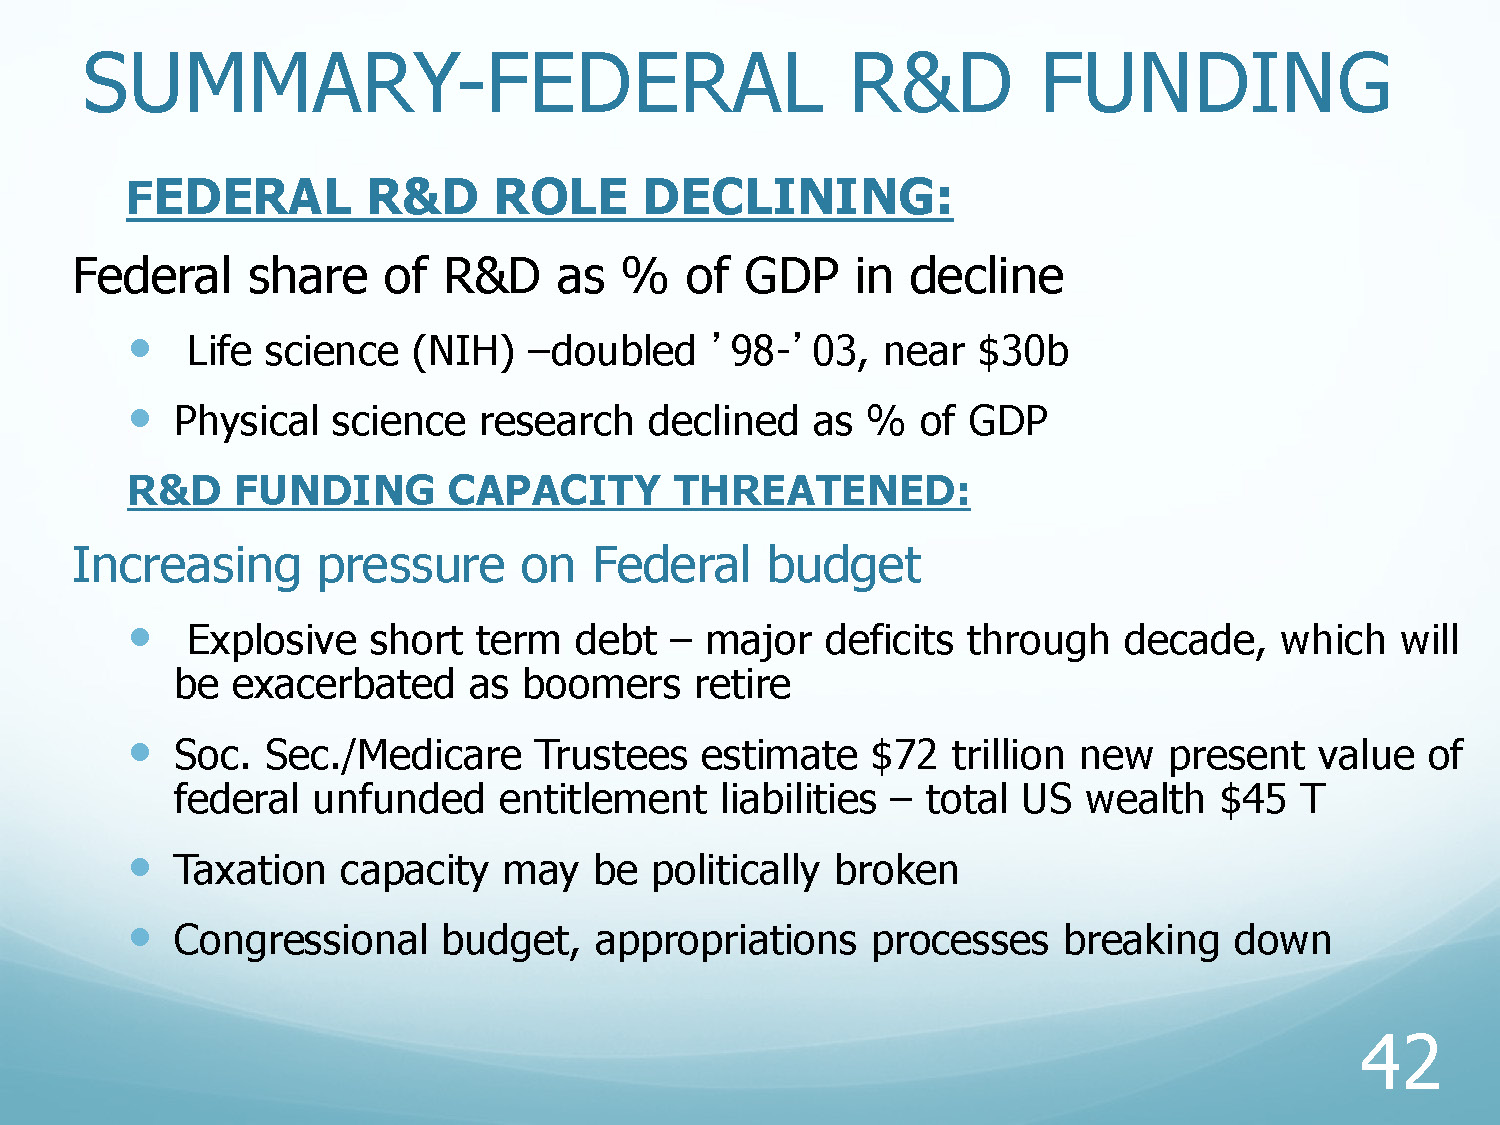 SUMMARY-FEDERAL R&D FUNDING
FEDERAL R&D ROLE DECLINING:
Federal share of R&D as % of GDP in decline
• Life science (NIH) –doubled ’98-’03, near $30b
• Physical science research declined as % of GDP
R&D FUNDING CAPACITY THREATENED:
Increasing pressure on Federal budget
• Explosive short term debt – major deficits through decade, which will
be exacerbated as boomers retire
• Soc. Sec./Medicare Trustees estimate $72 trillion new present value of
federal unfunded entitlement liabilities – total US wealth $45 T
• Taxation capacity may be politically broken
• Congressional budget, appropriations processes breaking down
42